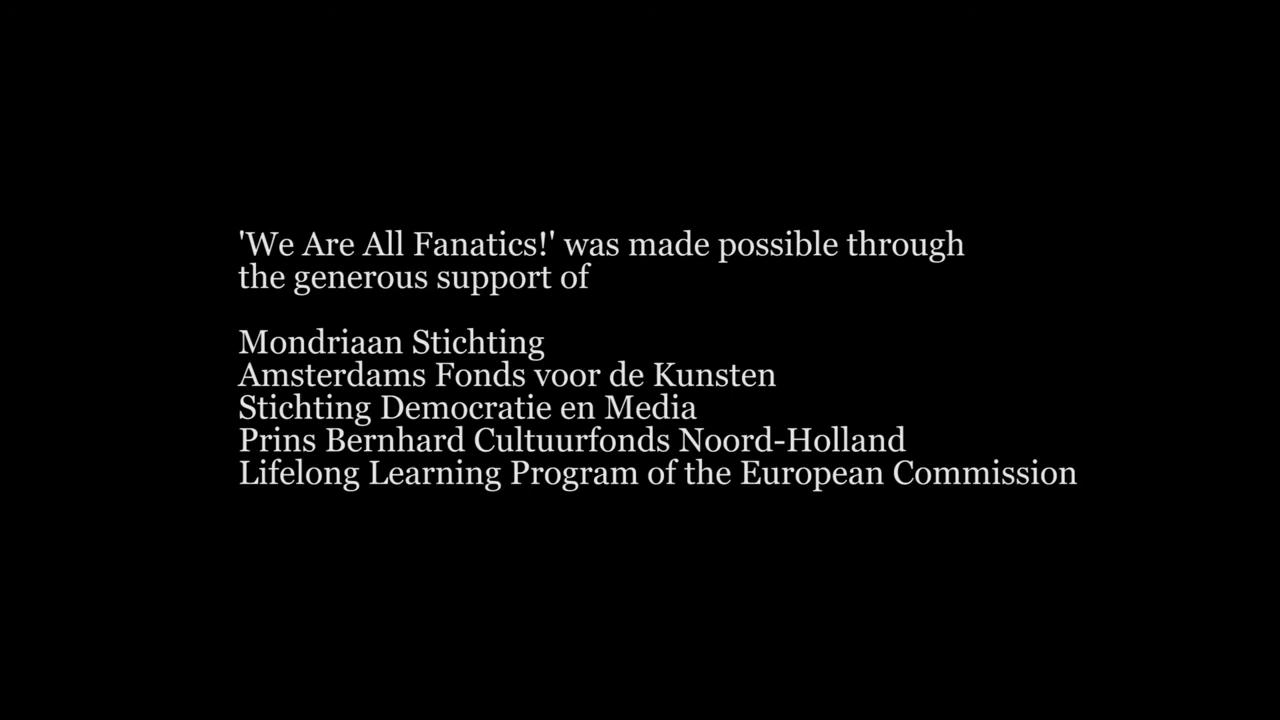 'We Are All Fanatics!' was made possible through
the generous support of
Mondriaan Stichting
Amsterdams Fonds voor de Kunsten
Stichting Democratie en Media
Prins Bernhard Cultuurfonds Noord-Holland
Lifelong Learning Program of the European Commission